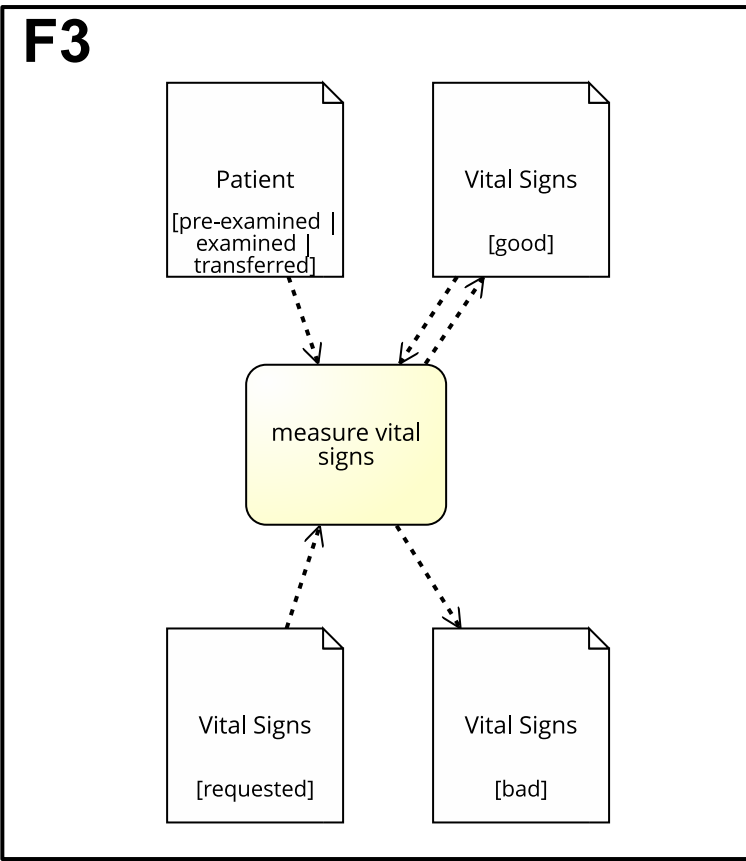 F3
Patient
[pre-examined |
examined |
transferred]
Vital Signs
[good]
measure vital
signs
Vital Signs
[requested]
Vital Signs
[bad]